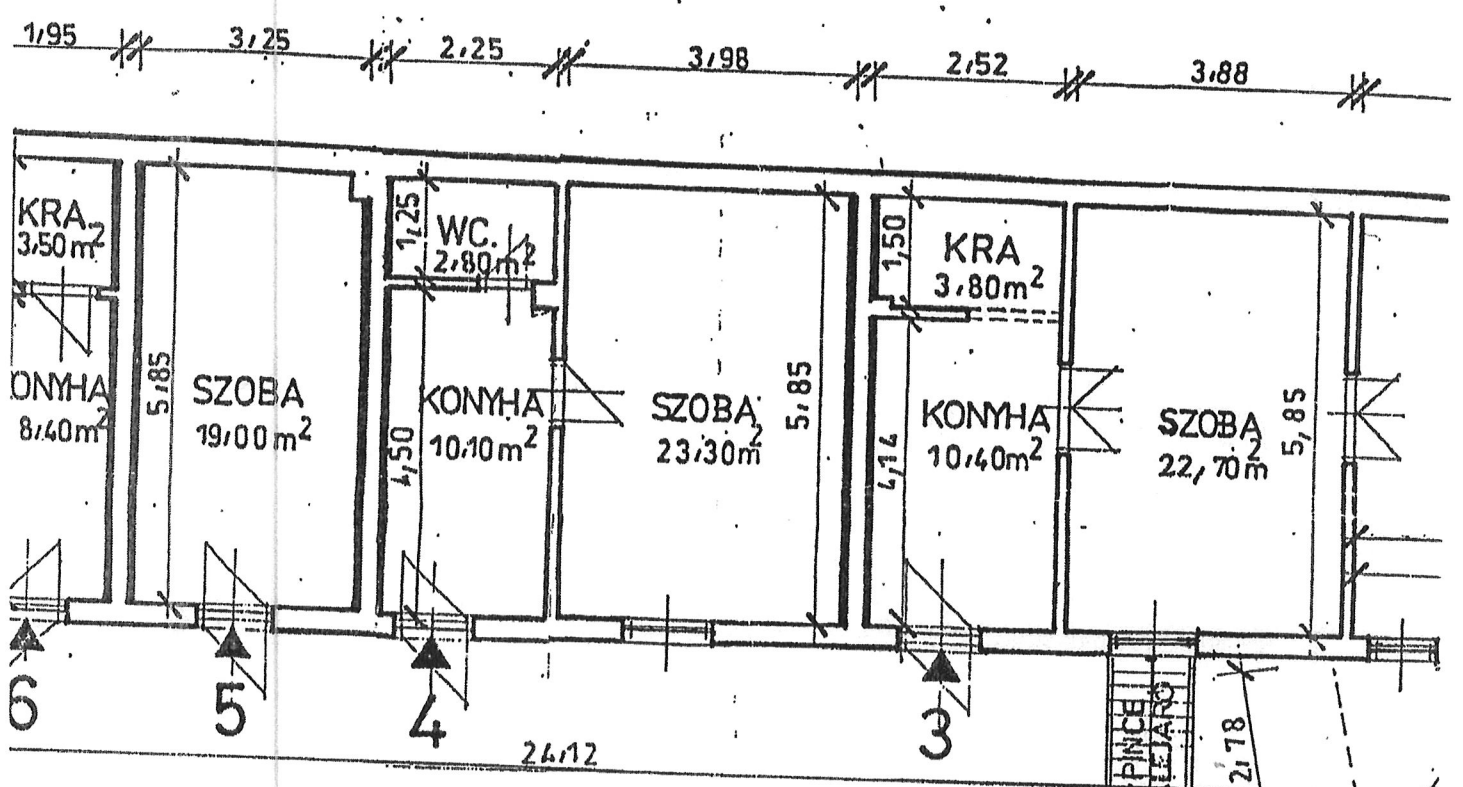 1,95
3,25
2,25
3,98
2,52
3,88
KRA.
3,50m²
1,25
WC.
2,80m²
1,50
KRA
3,80m²
5,85
SZOBA
19,00m²
KONYHA
10,10m²
4,50
SZOBA
23,30m²
5,85
KONYHA
10,40m²
4,14
SZOBA
22,70m²
5,85
ONYHA
8,40m²
6
5
4
3
24,12
PINCE
LEJÁRÓ
2,78